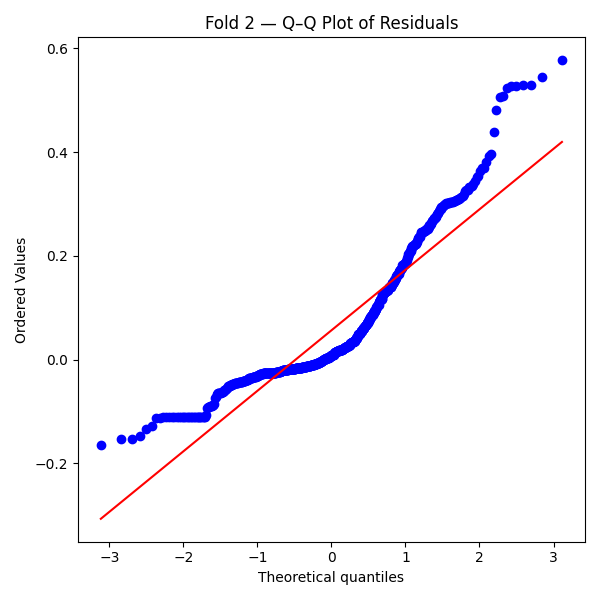 Fold 2 — Q–Q Plot of Residuals
0.6
0.4
0.2
0.0
−0.2
Ordered Values
−3 −2 −1 0 1 2 3
Theoretical quantiles